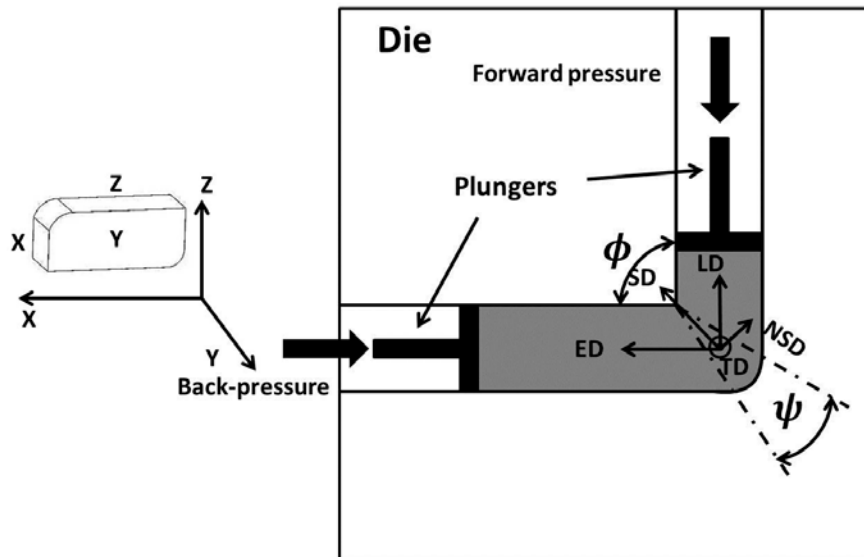 Die
Forward pressure
Plungers
Z
Z
X
Y
X
Y
Back-pressure
ϕ
SD
LD
NSD
ED
TD
ψ